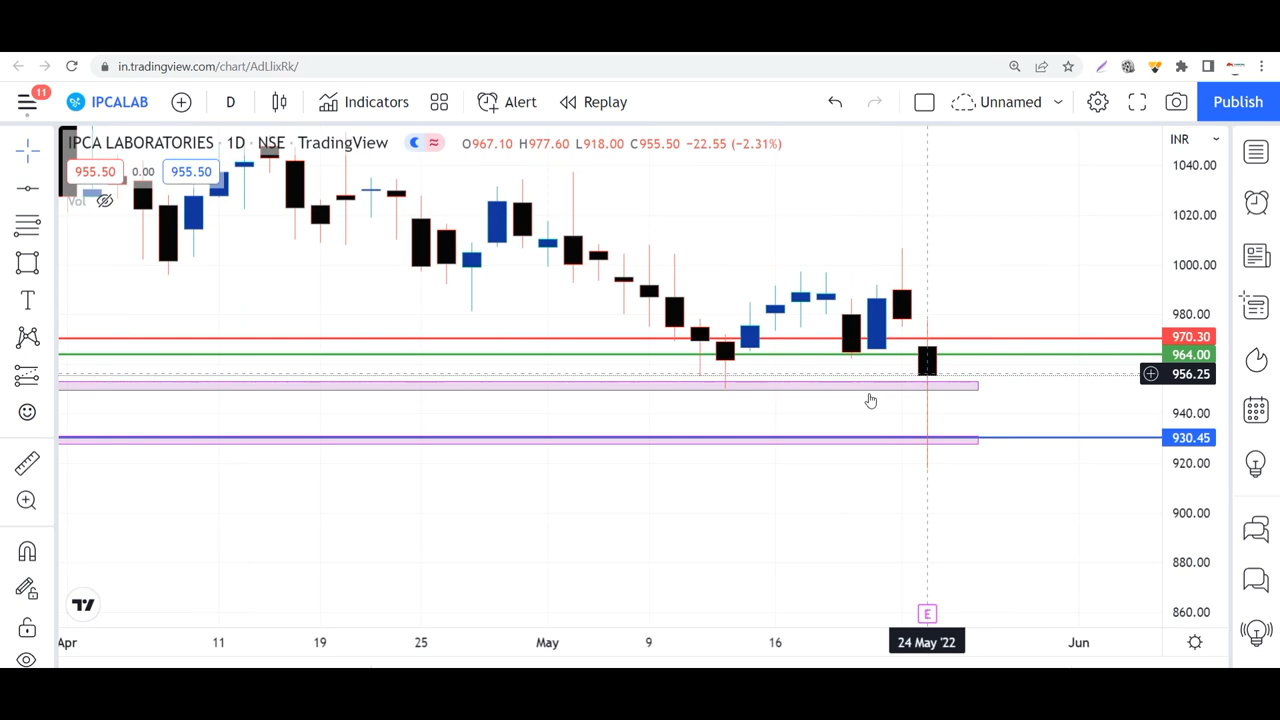 in.tradingview.com/chart/AdLlixRk/
11
IPCALAB
D
Indicators
Alert
Replay
Unnamed
Publish
IPCA LABORATORIES · 1D · NSE · TradingView
O967.10 H977.60 L918.00 C955.50 −22.55 (−2.31%)
INR
955.50
0.00
955.50
Vol
1040.00
1020.00
1000.00
980.00
970.30
964.00
956.25
940.00
930.45
920.00
900.00
880.00
860.00
E
Apr
11
19
25
May
9
16
24 May '22
Jun